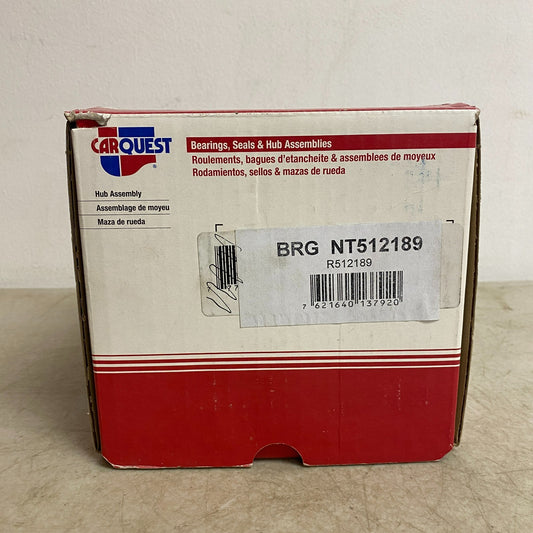 CARQUEST
Bearings, Seals & Hub Assemblies
Roulements, bagues d'etancheite & assemblees de moyeux
Rodamientos, sellos & mazas de rueda
Hub Assembly
Assemblage de moyeu
Maza de rueda
BRG NT512189
R512189
7 621640 137920